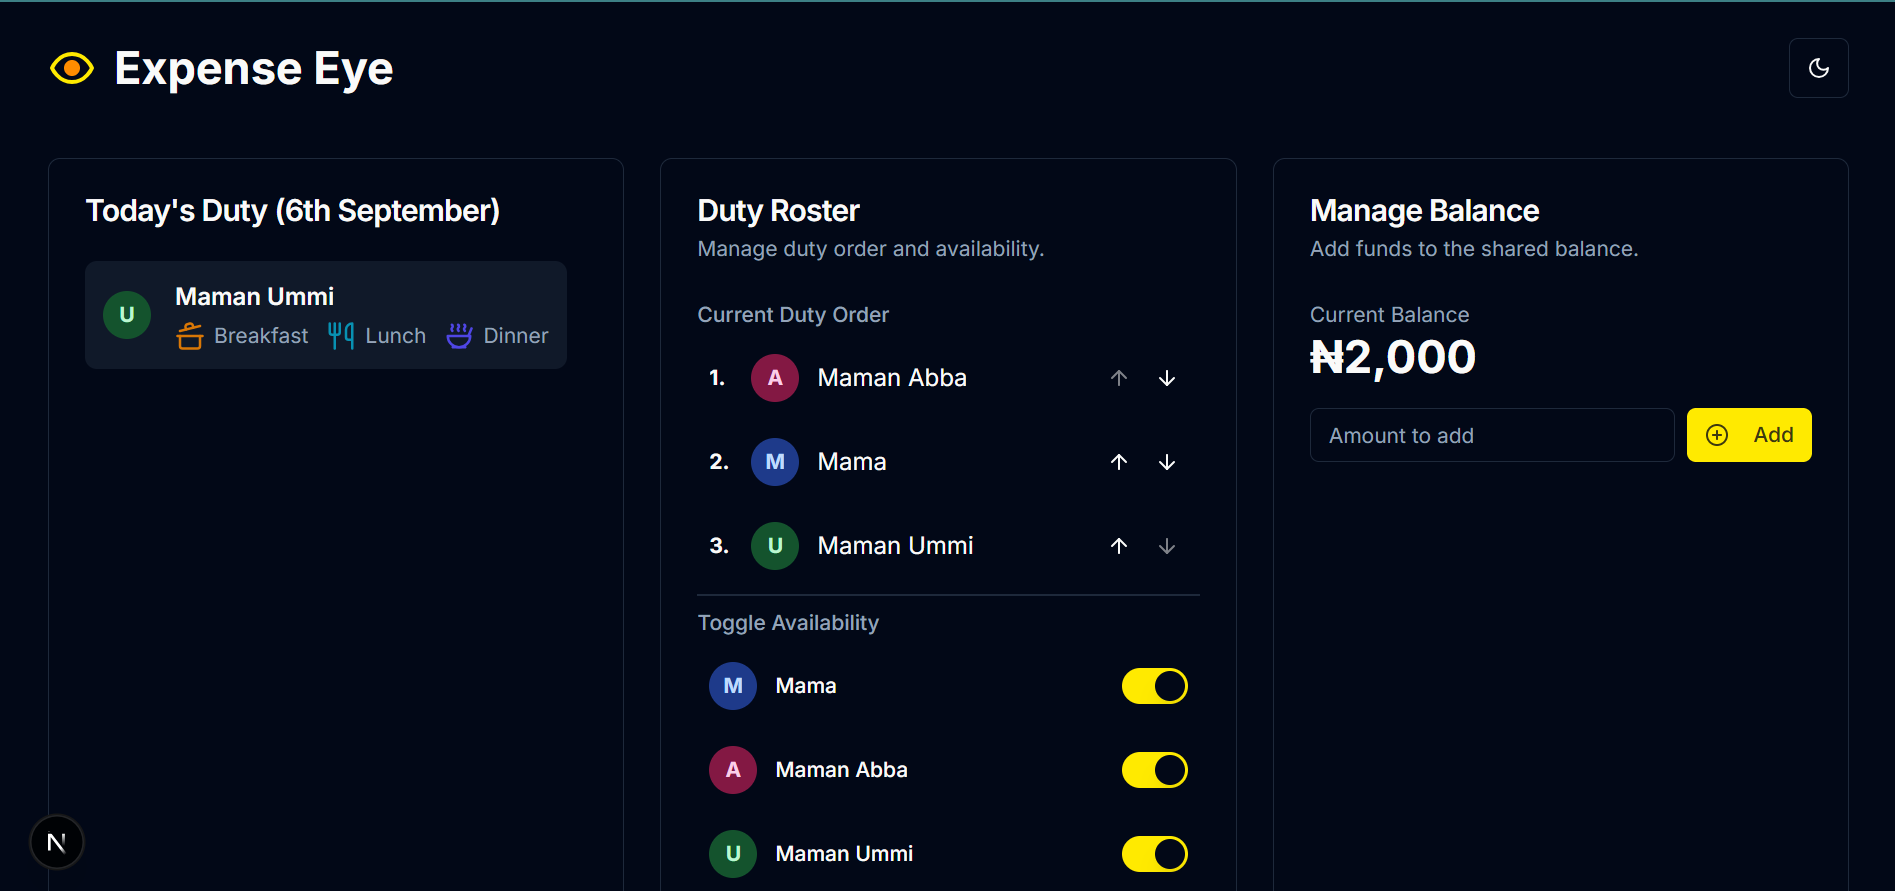 Expense Eye
Today's Duty (6th September)
U
Maman Ummi
Breakfast Lunch Dinner
Duty Roster
Manage duty order and availability.
Current Duty Order
1. A Maman Abba
2. M Mama
3. U Maman Ummi
Toggle Availability
M Mama
A Maman Abba
U Maman Ummi
Manage Balance
Add funds to the shared balance.
Current Balance
₦2,000
Amount to add
Add
N